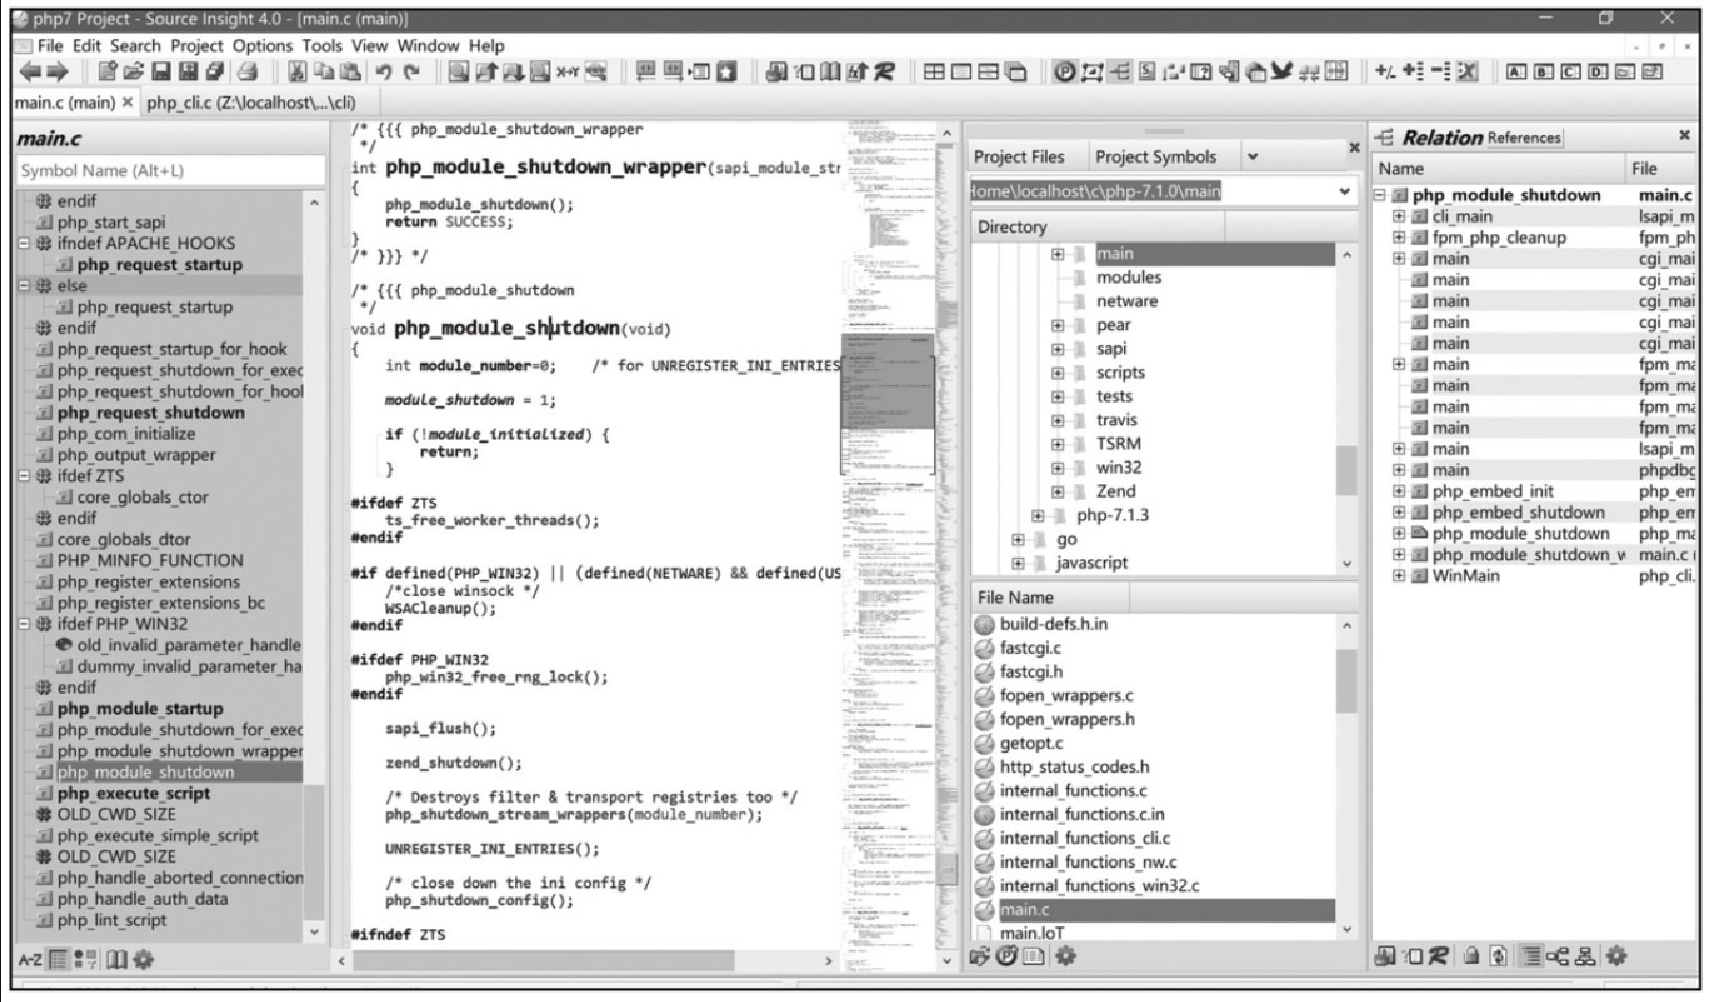 php7 Project - Source Insight 4.0 - [main.c (main)]
File Edit Search Project Options Tools View Window Help
main.c (main) × php_cli.c (Z:\localhost\...\cli)
main.c
Symbol Name (Alt+L)
endif
php_start_sapi
ifndef APACHE_HOOKS
php_request_startup
else
php_request_startup
endif
php_request_startup_for_hook
php_request_shutdown_for_exec
php_request_shutdown_for_hool
php_request_shutdown
php_com_initialize
php_output_wrapper
ifdef ZTS
core_globals_ctor
endif
core_globals_dtor
PHP_MINFO_FUNCTION
php_register_extensions
php_register_extensions_bc
ifdef PHP_WIN32
old_invalid_parameter_handle
dummy_invalid_parameter_ha
endif
php_module_startup
php_module_shutdown_for_exec
php_module_shutdown_wrapper
php_module_shutdown
php_execute_script
OLD_CWD_SIZE
php_execute_simple_script
OLD_CWD_SIZE
php_handle_aborted_connection
php_handle_auth_data
php_lint_script
A-Z
/* {{{ php_module_shutdown_wrapper
*/
int php_module_shutdown_wrapper(sapi_module_str
{
php_module_shutdown();
return SUCCESS;
}
/* }}} */
/* {{{ php_module_shutdown
*/
void php_module_shutdown(void)
{
int module_number=0; /* for UNREGISTER_INI_ENTRIES
module_shutdown = 1;
if (!module_initialized) {
return;
}
#ifdef ZTS
ts_free_worker_threads();
#endif
#if defined(PHP_WIN32) || (defined(NETWARE) && defined(US
/*close winsock */
WSACleanup();
#endif
#ifdef PHP_WIN32
php_win32_free_rng_lock();
#endif
sapi_flush();
zend_shutdown();
/* Destroys filter & transport registries too */
php_shutdown_stream_wrappers(module_number);
UNREGISTER_INI_ENTRIES();
/* close down the ini config */
php_shutdown_config();
#ifndef ZTS
Project Files Project Symbols
Home\localhost\c\php-7.1.0\main
Directory
main
modules
netware
pear
sapi
scripts
tests
travis
TSRM
win32
Zend
php-7.1.3
go
javascript
File Name
build-defs.h.in
fastcgi.c
fastcgi.h
fopen_wrappers.c
fopen_wrappers.h
getopt.c
http_status_codes.h
internal_functions.c
internal_functions.c.in
internal_functions_cli.c
internal_functions_nw.c
internal_functions_win32.c
main.c
main.loT
Relation References
Name File
php_module_shutdown main.c
cli_main lsapi_m
fpm_php_cleanup fpm_ph
main cgi_mai
main cgi_mai
main cgi_mai
main cgi_mai
main cgi_mai
main fpm_ma
main fpm_ma
main fpm_ma
main fpm_ma
main lsapi_m
main phpdbg
php_embed_init php_em
php_embed_shutdown php_em
php_module_shutdown php_ma
php_module_shutdown_w main.c (
WinMain php_cli.